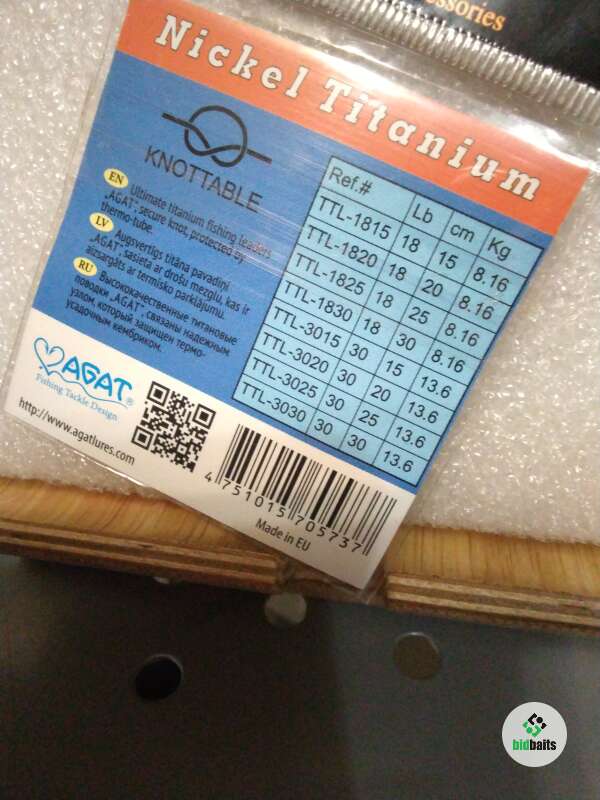 essories
Nickel Titanium
KNOTTABLE
EN Ultimate titanium fishing leaders
„AGAT”, secure knot, protected by
thermo-tube.
LV Augsvērtīgs titāna pavadiņi
„AGAT”, sasieta ar drošu mezglu, kas ir
aizsargāts ar termisko pārklājumu.
RU Высококачественные титановые
поводки „AGAT”, связаны надежным
узлом, который защищен термо-
усадочным кембриком.
Ref.# Lb cm Kg
TTL-1815 18 15 8.16
TTL-1820 18 20 8.16
TTL-1825 18 25 8.16
TTL-1830 18 30 8.16
TTL-3015 30 15 13.6
TTL-3020 30 20 13.6
TTL-3025 30 25 13.6
TTL-3030 30 30 13.6
AGAT®
Fishing Tackle Design
http://www.agatlures.com
4 751015 705737
Made in EU
bidbaits